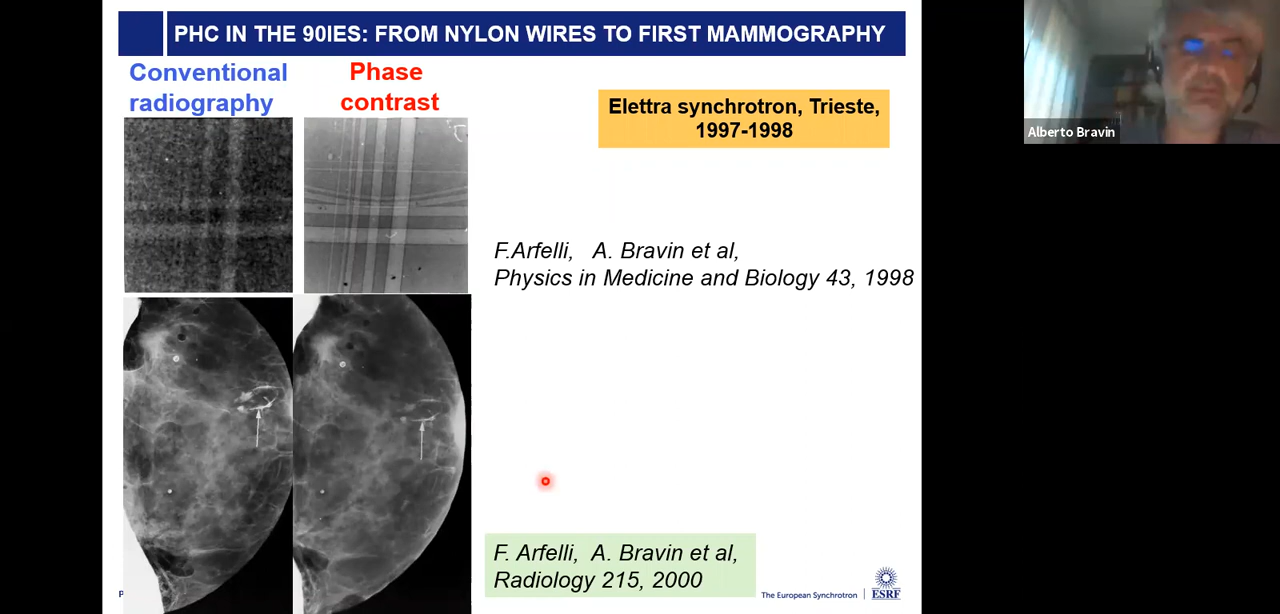 PHC IN THE 90IES: FROM NYLON WIRES TO FIRST MAMMOGRAPHY
Conventional
radiography
Phase
contrast
Elettra synchrotron, Trieste,
1997-1998
F.Arfelli, A. Bravin et al,
Physics in Medicine and Biology 43, 1998
F. Arfelli, A. Bravin et al,
Radiology 215, 2000
P
The European Synchrotron
ESRF
Alberto Bravin